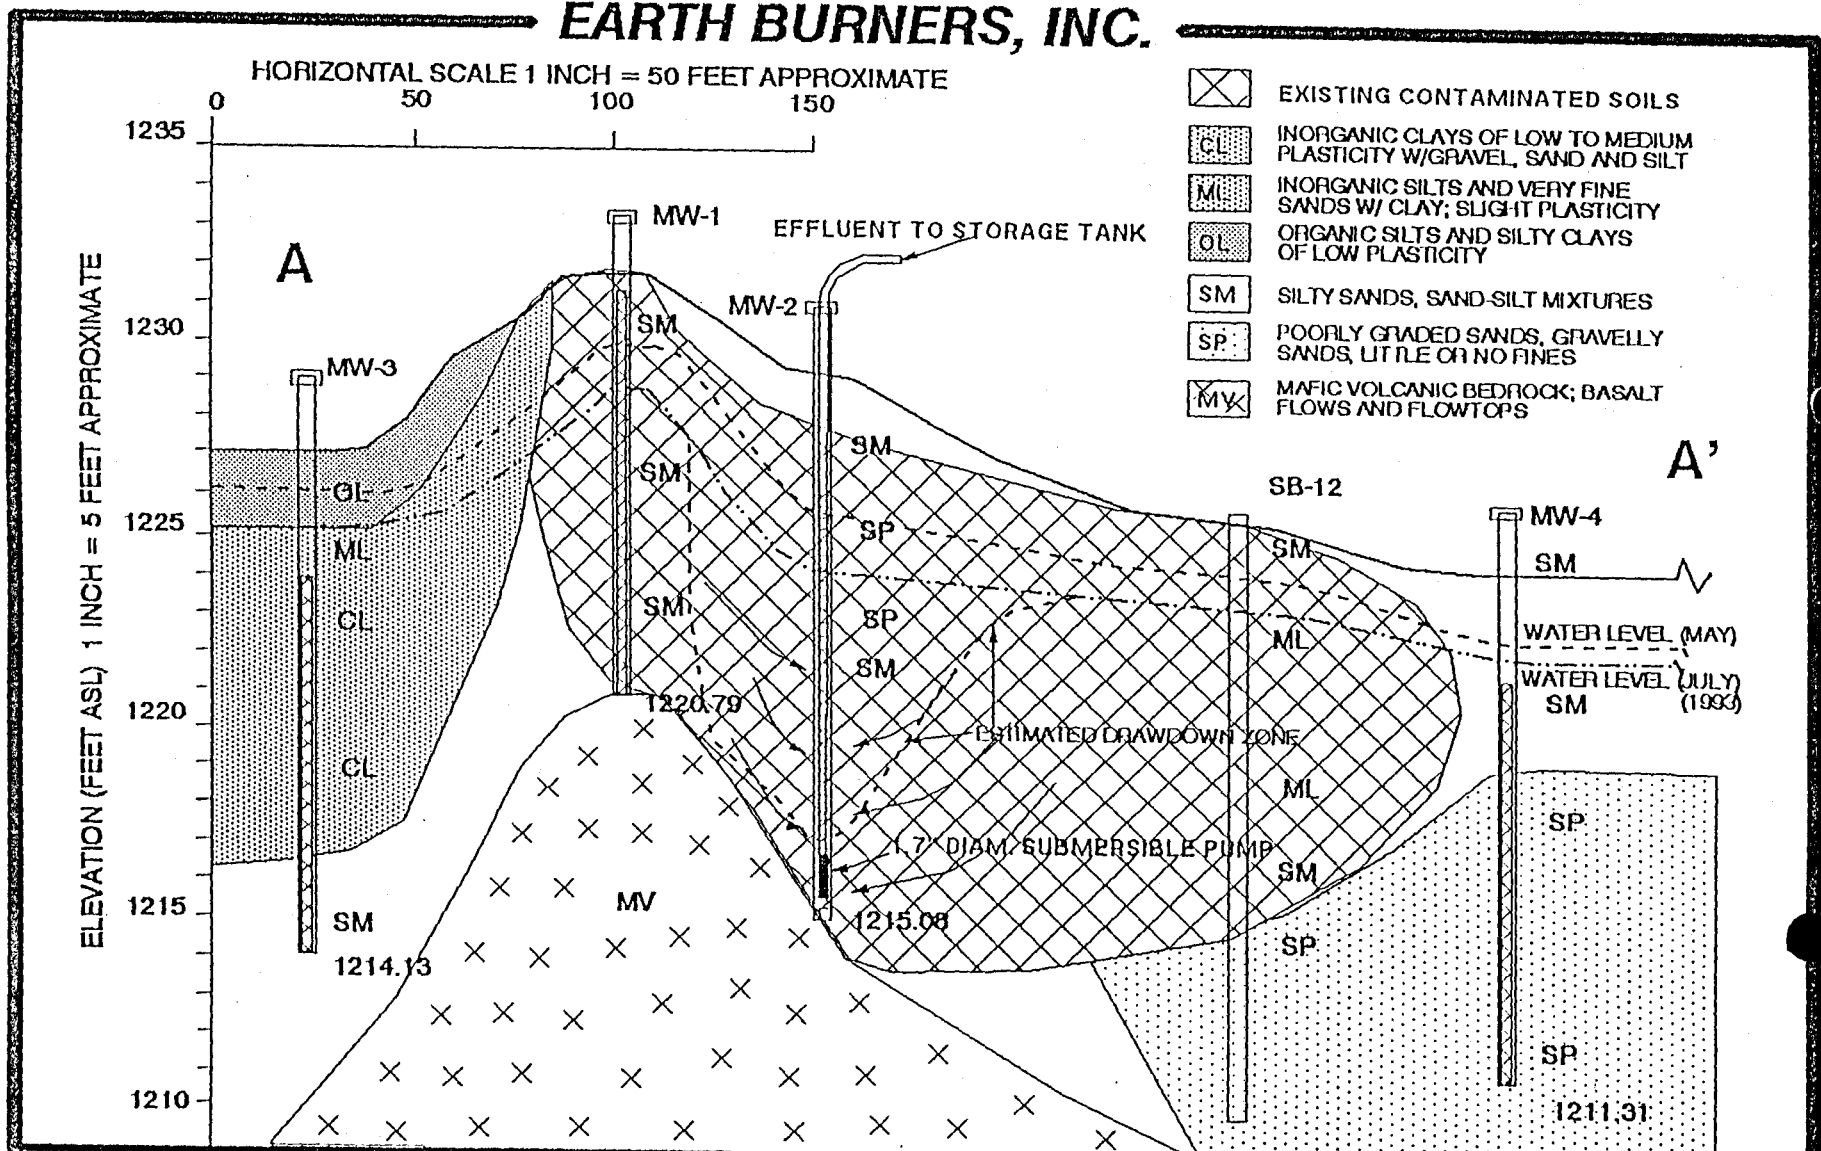 EARTH BURNERS, INC.
HORIZONTAL SCALE 1 INCH = 50 FEET APPROXIMATE
0 50 100 150
ELEVATION (FEET ASL) 1 INCH = 5 FEET APPROXIMATE
1235
1230
1225
1220
1215
1210
EXISTING CONTAMINATED SOILS
CL
INORGANIC CLAYS OF LOW TO MEDIUM
PLASTICITY W/GRAVEL, SAND AND SILT
ML
INORGANIC SILTS AND VERY FINE
SANDS W/ CLAY; SLIGHT PLASTICITY
OL
ORGANIC SILTS AND SILTY CLAYS
OF LOW PLASTICITY
SM
SILTY SANDS, SAND-SILT MIXTURES
SP
POORLY GRADED SANDS, GRAVELLY
SANDS, LITTLE OR NO FINES
MV
MAFIC VOLCANIC BEDROCK; BASALT
FLOWS AND FLOWTOPS
A
A'
MW-3
OL
ML
CL
CL
SM
1214.13
MW-1
SM
SM
SM
1220.79
MV
EFFLUENT TO STORAGE TANK
MW-2
SM
SP
SP
SM
ESTIMATED DRAWDOWN ZONE
1.7" DIAM. SUBMERSIBLE PUMP
1215.08
SB-12
SM
ML
ML
SM
SP
MW-4
SM
WATER LEVEL (MAY)
WATER LEVEL (JULY)
(1993)
SM
SP
SP
1211.31